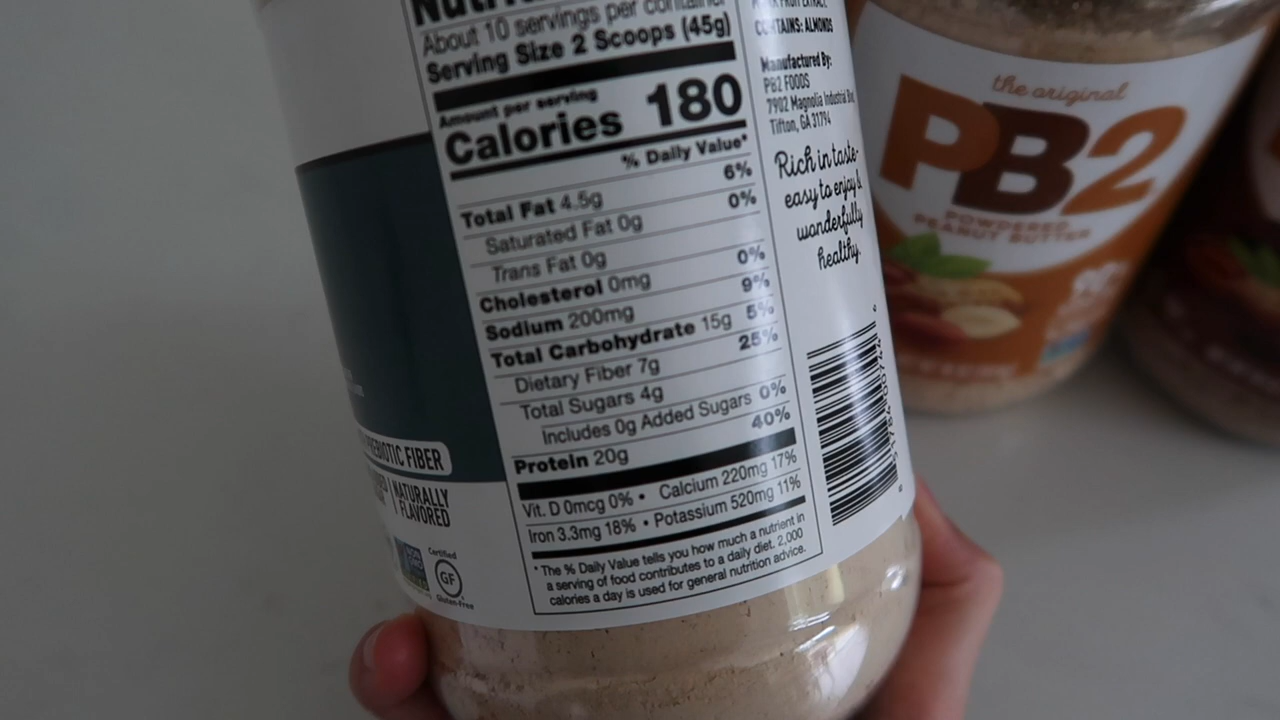 About 10 servings per container
Serving Size 2 Scoops (45g)
Amount per serving
Calories 180
% Daily Value*
Total Fat 4.5g 6%
Saturated Fat 0g 0%
Trans Fat 0g
Cholesterol 0mg 0%
Sodium 200mg 9%
Total Carbohydrate 15g 5%
Dietary Fiber 7g 25%
Total Sugars 4g
Includes 0g Added Sugars 0%
Protein 20g 40%
Vit. D 0mcg 0% • Calcium 220mg 17%
Iron 3.3mg 18% • Potassium 520mg 11%
* The % Daily Value tells you how much a nutrient in
a serving of food contributes to a daily diet. 2,000
calories a day is used for general nutrition advice.
CONTAINS: ALMONDS
Manufactured By:
PB2 FOODS
7902 Magnolia Industrial
Tifton, GA 31794
Rich in taste-
easy to enjoy &
wonderfully
healthy.
PREBIOTIC FIBER
NATURALLY
FLAVORED
Certified
GF
Gluten-Free
the original
PB2
POWDERED
PEANUT BUTTER